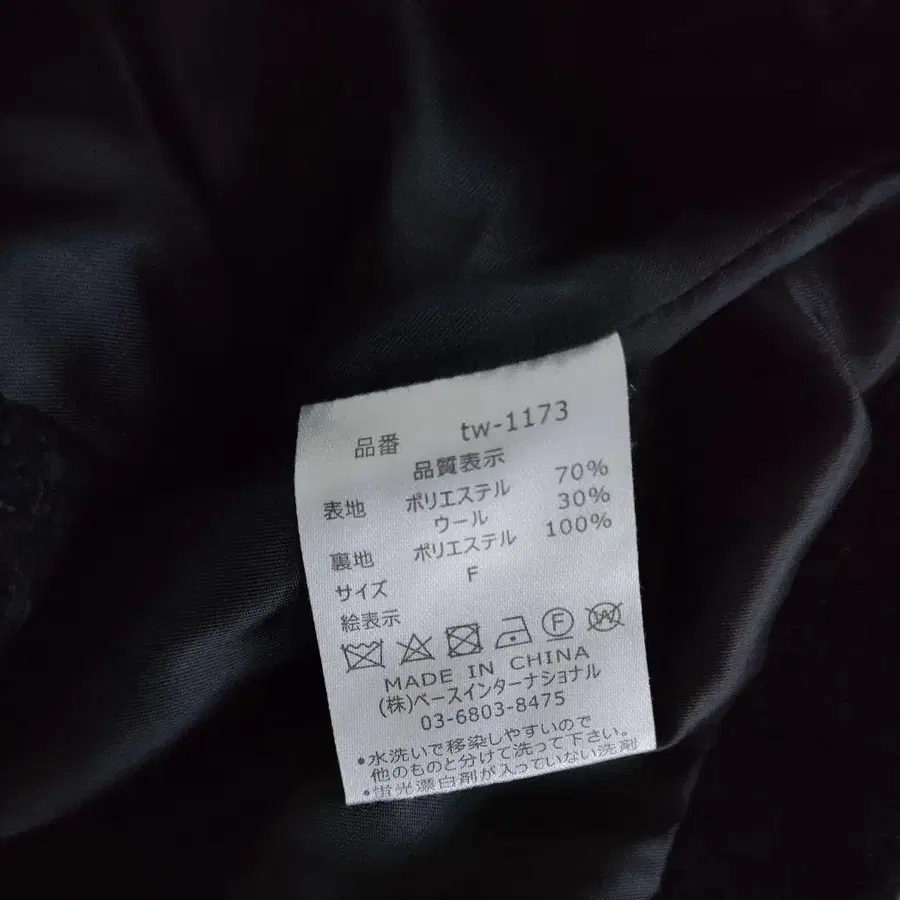 品番 tw-1173
品質表示
表地 ポリエステル 70%
ウール 30%
裏地 ポリエステル 100%
サイズ F
絵表示
F W
MADE IN CHINA
(株)ベースインターナショナル
03-6803-8475
•水洗いで移染しやすいので
他のものと分けて洗って下さい。
•蛍光漂白剤が入っていない洗剤